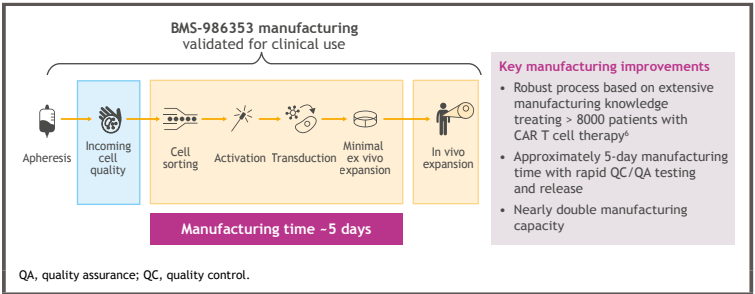 BMS-986353 manufacturing
validated for clinical use
Apheresis
Incoming
cell
quality
Cell
sorting
Activation
Transduction
Minimal
ex vivo
expansion
In vivo
expansion
Manufacturing time ~5 days
Key manufacturing improvements
• Robust process based on extensive
manufacturing knowledge
treating > 8000 patients with
CAR T cell therapy⁶
• Approximately 5-day manufacturing
time with rapid QC/QA testing
and release
• Nearly double manufacturing
capacity
QA, quality assurance; QC, quality control.